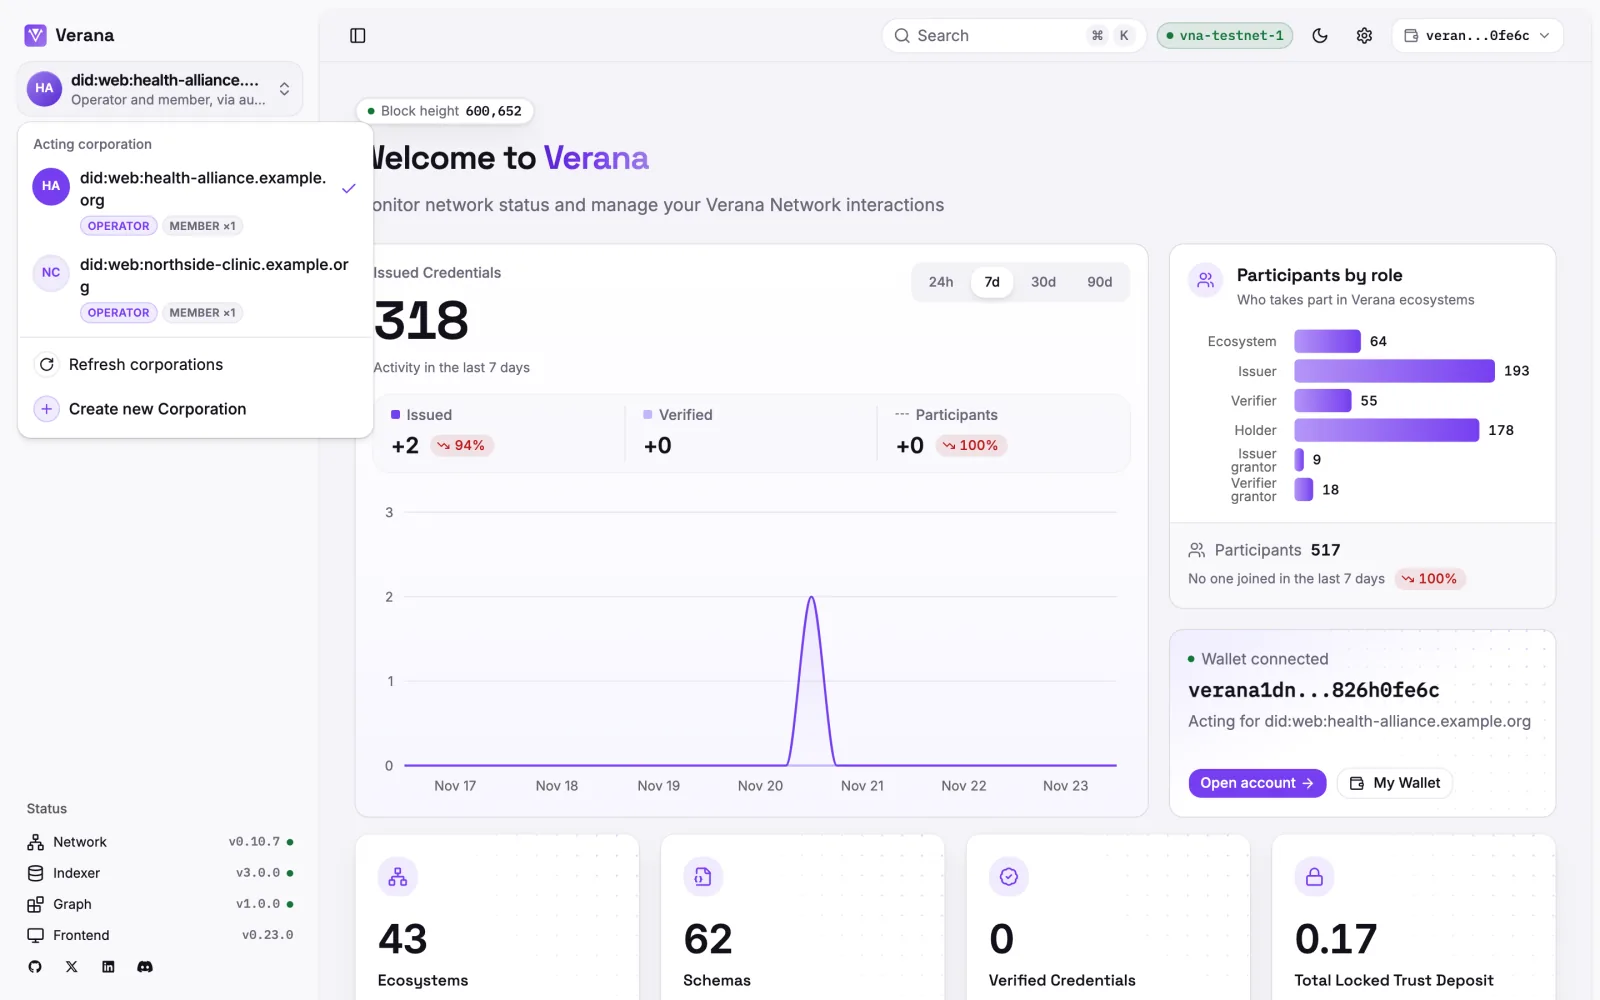 Verana
HA
did:web:health-alliance....
Operator and member, via au...
Search
⌘ K
vna-testnet-1
veran...0fe6c
Acting corporation
HA
did:web:health-alliance.example.
org
OPERATOR MEMBER ×1
NC
did:web:northside-clinic.example.or
g
OPERATOR MEMBER ×1
Refresh corporations
Create new Corporation
Block height 600,652
Welcome to Verana
onitor network status and manage your Verana Network interactions
Issued Credentials
318
Activity in the last 7 days
24h 7d 30d 90d
Issued
+2 94%
Verified
+0
Participants
+0 100%
3
2
1
0
Nov 17 Nov 18 Nov 19 Nov 20 Nov 21 Nov 22 Nov 23
Participants by role
Who takes part in Verana ecosystems
Ecosystem 64
Issuer 193
Verifier 55
Holder 178
Issuer
grantor 9
Verifier
grantor 18
Participants 517
No one joined in the last 7 days 100%
Wallet connected
verana1dn...826h0fe6c
Acting for did:web:health-alliance.example.org
Open account → My Wallet
43
Ecosystems
62
Schemas
0
Verified Credentials
0.17
Total Locked Trust Deposit
Status
Network v0.10.7
Indexer v3.0.0
Graph v1.0.0
Frontend v0.23.0